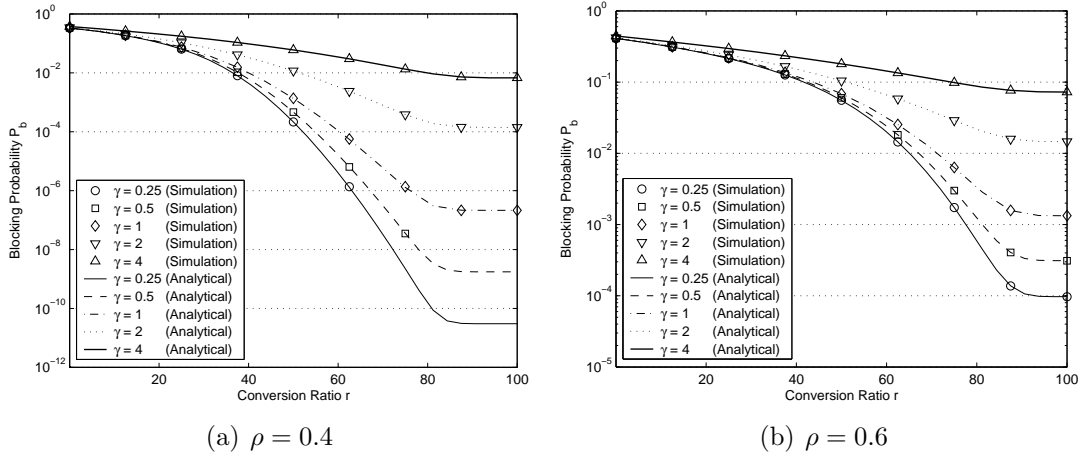 10^0
10^−2
10^−4
10^−6
10^−8
10^−10
10^−12
Blocking Probability P_b
γ = 0.25 (Simulation)
γ = 0.5 (Simulation)
γ = 1 (Simulation)
γ = 2 (Simulation)
γ = 4 (Simulation)
γ = 0.25 (Analytical)
γ = 0.5 (Analytical)
γ = 1 (Analytical)
γ = 2 (Analytical)
γ = 4 (Analytical)
20 40 60 80 100
Conversion Ratio r
(a) ρ = 0.4
10^0
10^−1
10^−2
10^−3
10^−4
10^−5
Blocking Probability P_b
γ = 0.25 (Simulation)
γ = 0.5 (Simulation)
γ = 1 (Simulation)
γ = 2 (Simulation)
γ = 4 (Simulation)
γ = 0.25 (Analytical)
γ = 0.5 (Analytical)
γ = 1 (Analytical)
γ = 2 (Analytical)
γ = 4 (Analytical)
20 40 60 80 100
Conversion Ratio r
(b) ρ = 0.6